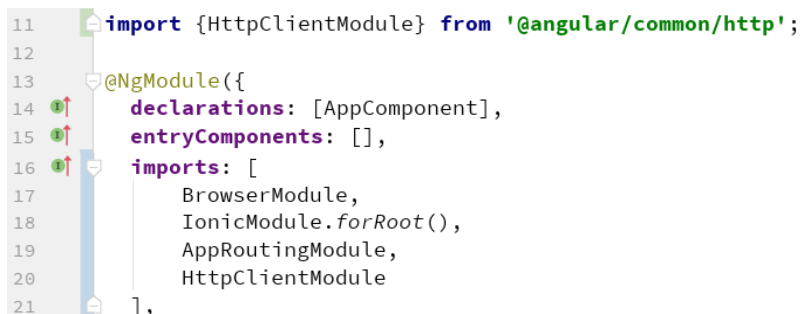 11 import {HttpClientModule} from '@angular/common/http';
12
13 @NgModule({
14 declarations: [AppComponent],
15 entryComponents: [],
16 imports: [
17 BrowserModule,
18 IonicModule.forRoot(),
19 AppRoutingModule,
20 HttpClientModule
21 ],